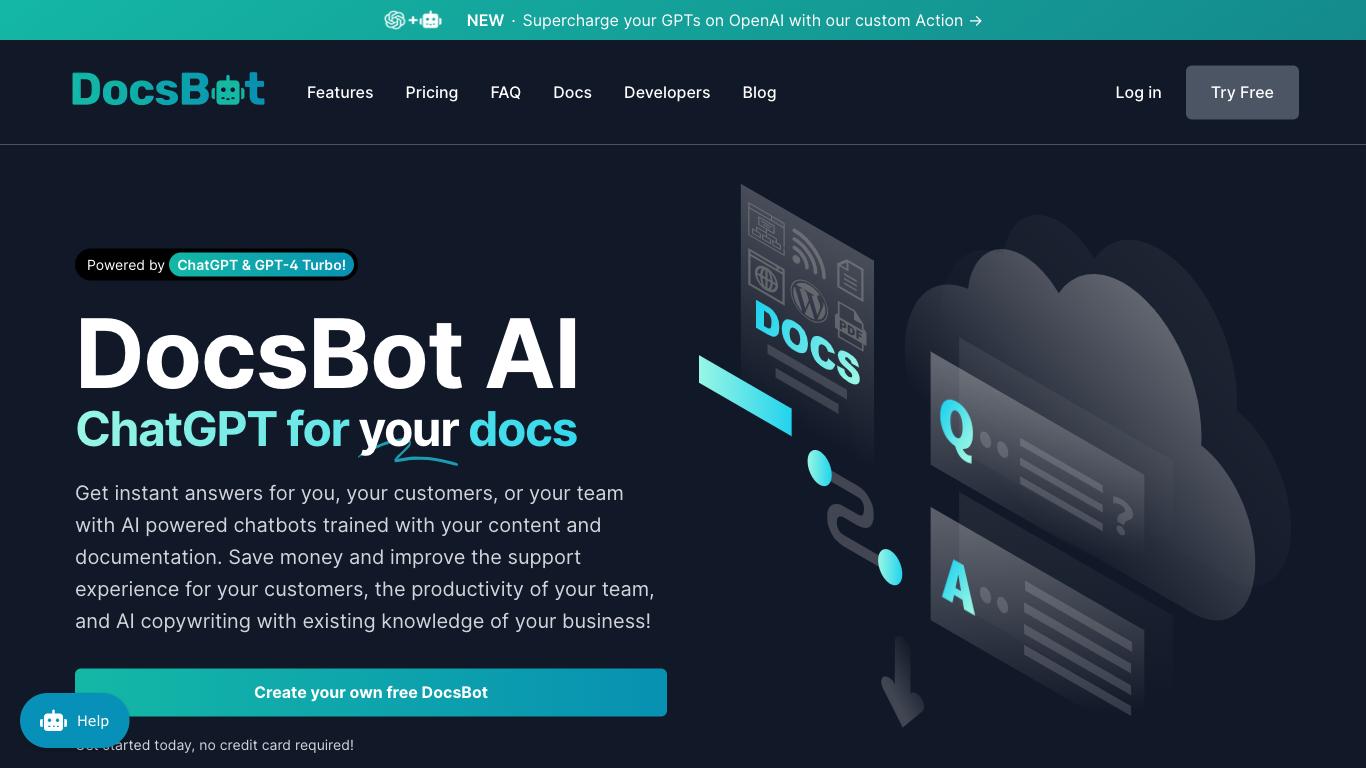 NEW · Supercharge your GPTs on OpenAI with our custom Action →
DocsBot
Features
Pricing
FAQ
Docs
Developers
Blog
Log in
Try Free
Powered by ChatGPT & GPT-4 Turbo!
DocsBot AI
ChatGPT for your docs
Get instant answers for you, your customers, or your team
with AI powered chatbots trained with your content and
documentation. Save money and improve the support
experience for your customers, the productivity of your team,
and AI copywriting with existing knowledge of your business!
Create your own free DocsBot
Help
started today, no credit card required!
PDF
DOCS
Q
?
A